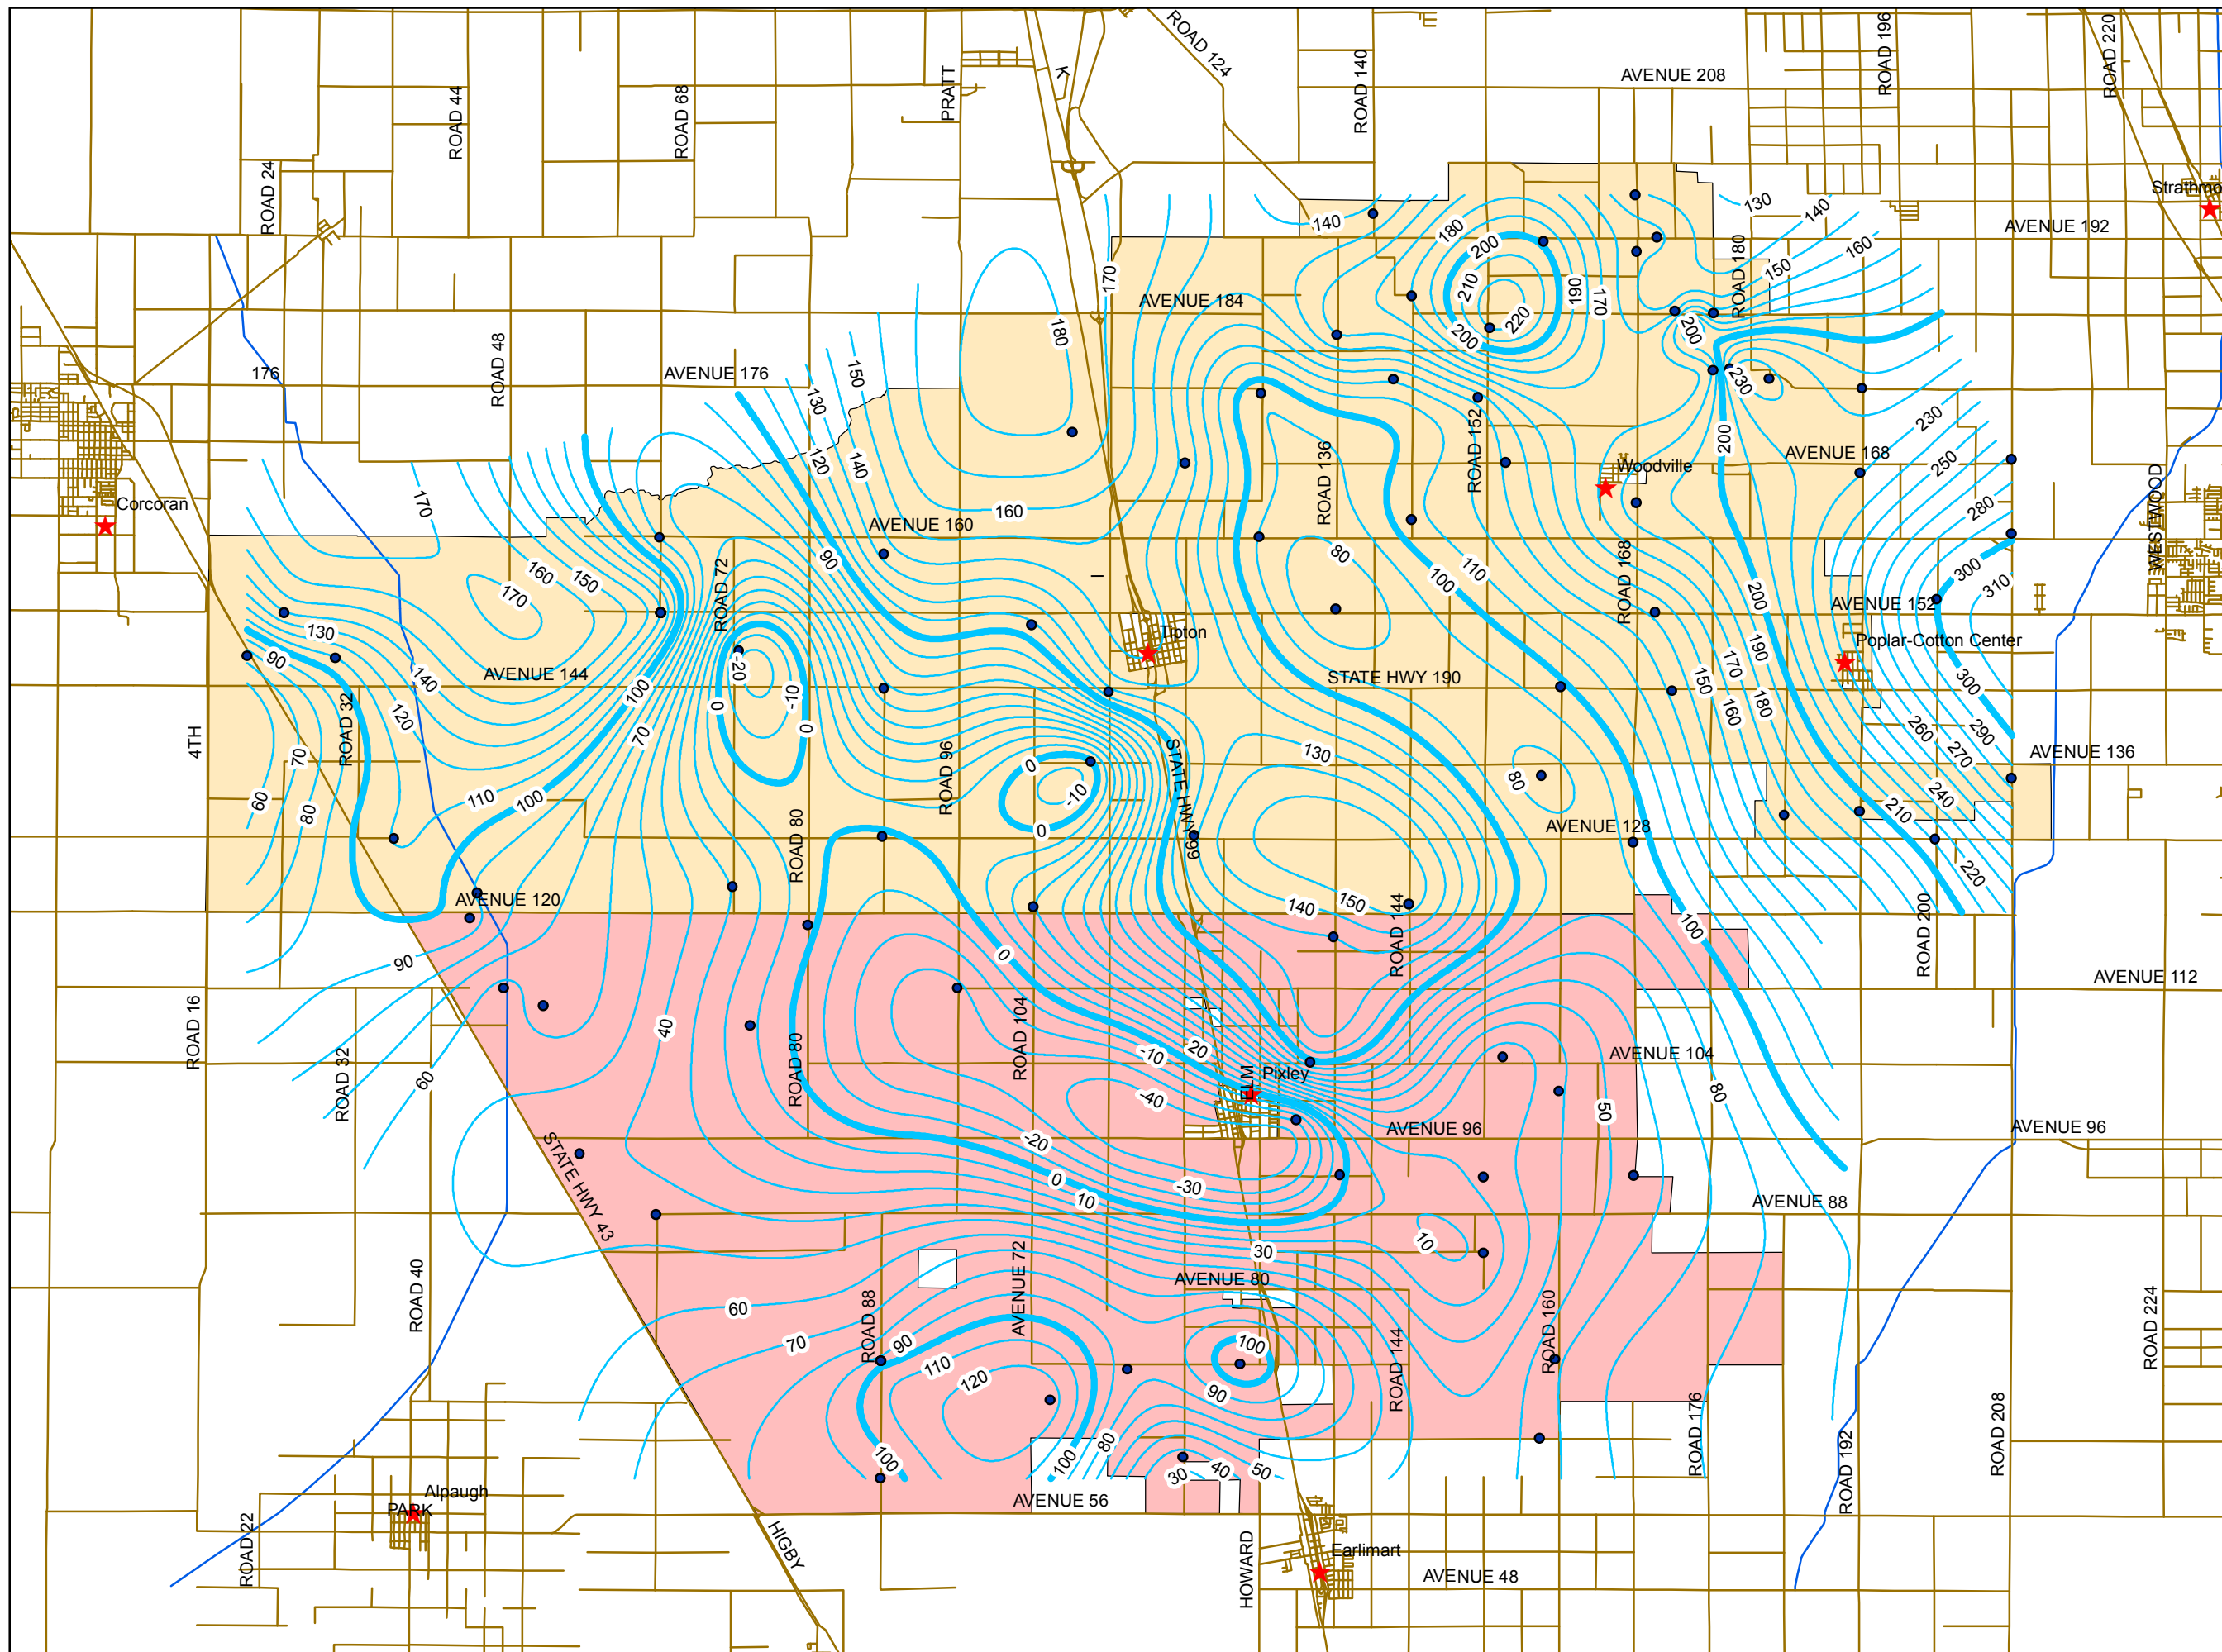 ROAD 124
ROAD 140
AVENUE 208
ROAD 196
ROAD 220
ROAD 44
ROAD 68
PRATT
K
ROAD 24
Strathmo
AVENUE 192
130
140
140
180
200
160
150
ROAD 180
170
AVENUE 184
210
190
170
220
200
200
180
ROAD 48
176
AVENUE 176
150
130
230
230
120
140
ROAD 152
ROAD 136
200
AVENUE 168
250
Woodville
WESTWOOD
170
Corcoran
160
AVENUE 160
280
90
80
110
100
300
310
160
150
170
ROAD 72
ROAD 168
200
AVENUE 152
I
130
90
Tipton
Poplar-Cotton Center
190
AVENUE 144
140
100
-20
-10
0
0
STATE HWY 190
170
150
180
160
300
120
ROAD 32
70
4TH
70
STATE HWY 99
130
290
AVENUE 136
260
270
60
80
110
100
ROAD 96
0
-10
0
80
240
210
AVENUE 128
ROAD 80
220
AVENUE 120
140
150
ROAD 144
100
ROAD 200
90
0
AVENUE 112
ROAD 16
40
ROAD 104
-10
20
AVENUE 104
ROAD 32
60
ROAD 80
-40
ELM
Pixley
80
50
STATE HWY 43
-20
AVENUE 96
AVENUE 96
0
10
-30
AVENUE 88
10
30
ROAD 40
AVENUE 72
AVENUE 80
60
ROAD 88
ROAD 160
ROAD 224
70
90
100
ROAD 144
110
120
90
ROAD 176
ROAD 208
100
100
80
30
40
50
ROAD 192
Alpaugh
PARK
AVENUE 56
ROAD 22
HIGBY
HOWARD
Earlimart
AVENUE 48